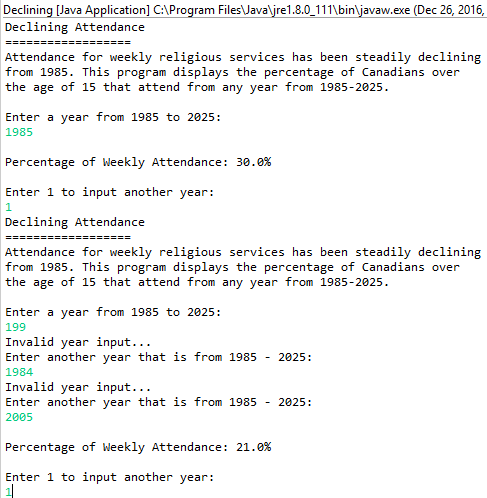 Declining [Java Application] C:\Program Files\Java\jre1.8.0_111\bin\javaw.exe (Dec 26, 2016,
Declining Attendance
==================
Attendance for weekly religious services has been steadily declining
from 1985. This program displays the percentage of Canadians over
the age of 15 that attend from any year from 1985-2025.
Enter a year from 1985 to 2025:
1985
Percentage of Weekly Attendance: 30.0%
Enter 1 to input another year:
1
Declining Attendance
==================
Attendance for weekly religious services has been steadily declining
from 1985. This program displays the percentage of Canadians over
the age of 15 that attend from any year from 1985-2025.
Enter a year from 1985 to 2025:
199
Invalid year input...
Enter another year that is from 1985 - 2025:
1984
Invalid year input...
Enter another year that is from 1985 - 2025:
2005
Percentage of Weekly Attendance: 21.0%
Enter 1 to input another year:
1